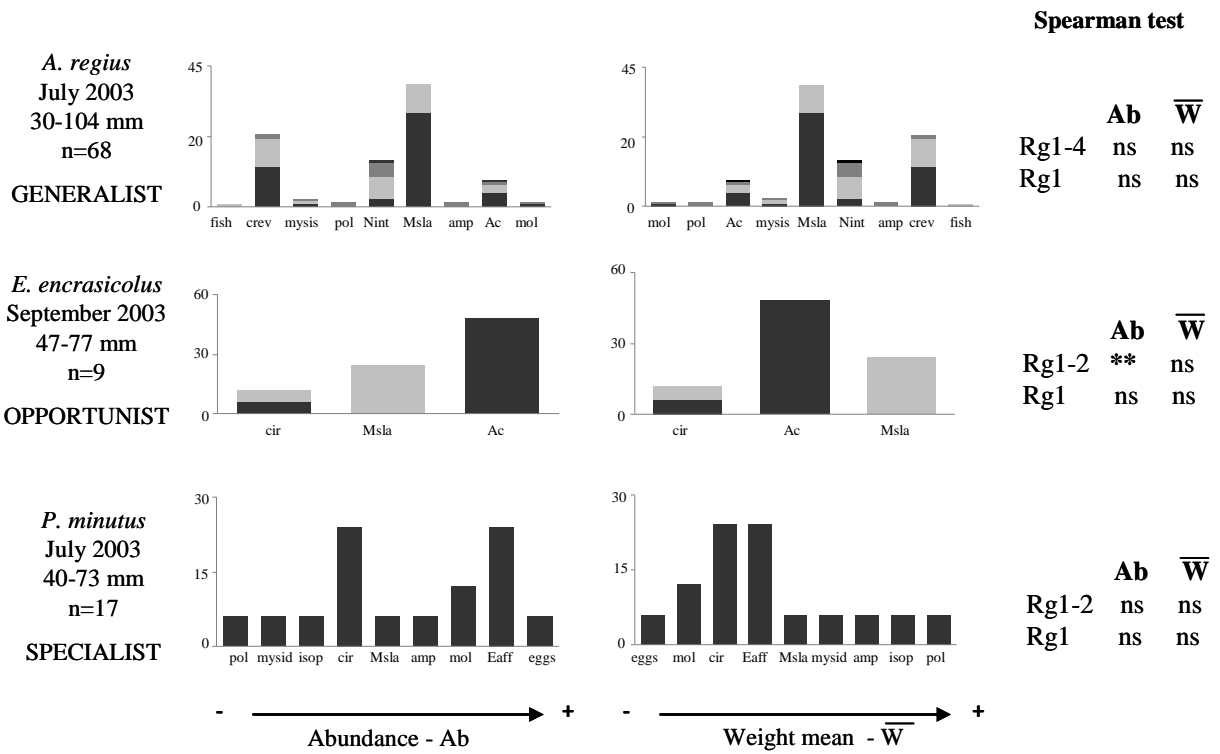 Spearman test
A. regius
July 2003
30-104 mm
n=68
GENERALIST
45
20
0
fish crev mysis pol Nint Msla amp Ac mol
45
20
0
mol pol Ac mysis Msla Nint amp crev fish
Ab W̅
Rg1-4 ns ns
Rg1 ns ns
E. encrasicolus
September 2003
47-77 mm
n=9
OPPORTUNIST
60
30
0
cir Msla Ac
60
30
0
cir Ac Msla
Ab W̅
Rg1-2 ** ns
Rg1 ns ns
P. minutus
July 2003
40-73 mm
n=17
SPECIALIST
30
15
0
pol mysid isop cir Msla amp mol Eaff eggs
30
15
0
eggs mol cir Eaff Msla mysid amp isop pol
Ab W̅
Rg1-2 ns ns
Rg1 ns ns
- +
Abundance - Ab
- +
Weight mean - W̅